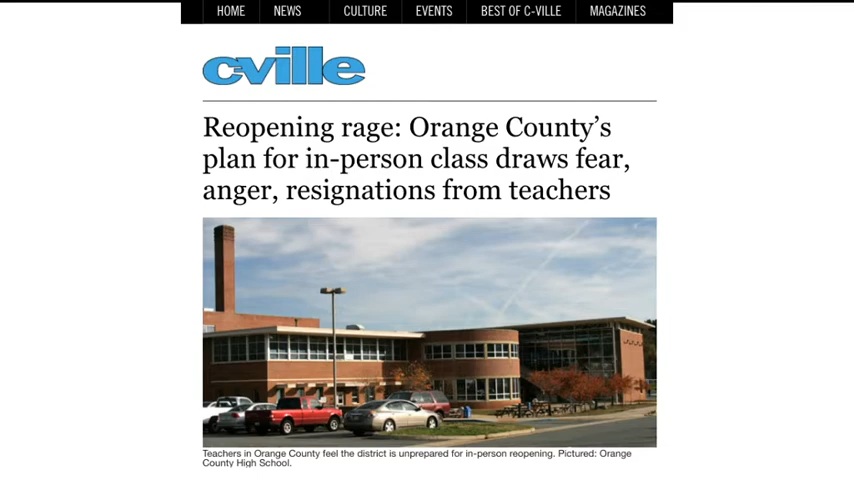 HOME NEWS CULTURE EVENTS BEST OF C-VILLE MAGAZINES
c-ville
Reopening rage: Orange County’s
plan for in-person class draws fear,
anger, resignations from teachers
Teachers in Orange County feel the district is unprepared for in-person reopening. Pictured: Orange
County High School.